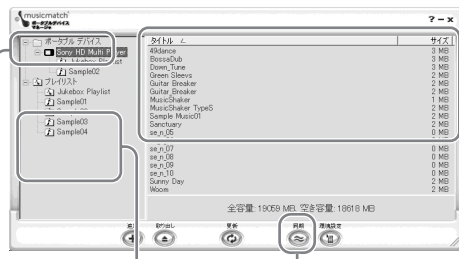 musicmatch
ポータブルデバイス
マネージャ
? – x
ポータブル デバイス
Sony HD Multi Player
Jukebox Playlist
Sample02
プレイリスト
Jukebox Playlist
Sample01
Sample03
Sample04
タイトル サイズ
49dance 3 MB
BossaDub 3 MB
Down_Tune 3 MB
Green Sleevs 2 MB
Guitar Breaker 2 MB
Guitar_Breaker 2 MB
MusicShaker 1 MB
MusicShaker TypeS 2 MB
Sample Music01 2 MB
Sanctuary 2 MB
se_n_05 0 MB
se_n_07 0 MB
se_n_08 0 MB
se_n_09 0 MB
se_n_10 0 MB
Sunny Day 2 MB
Woom 2 MB
全容量: 19059 MB, 空き容量: 18618 MB
取り出し 更新 同期 環境設定